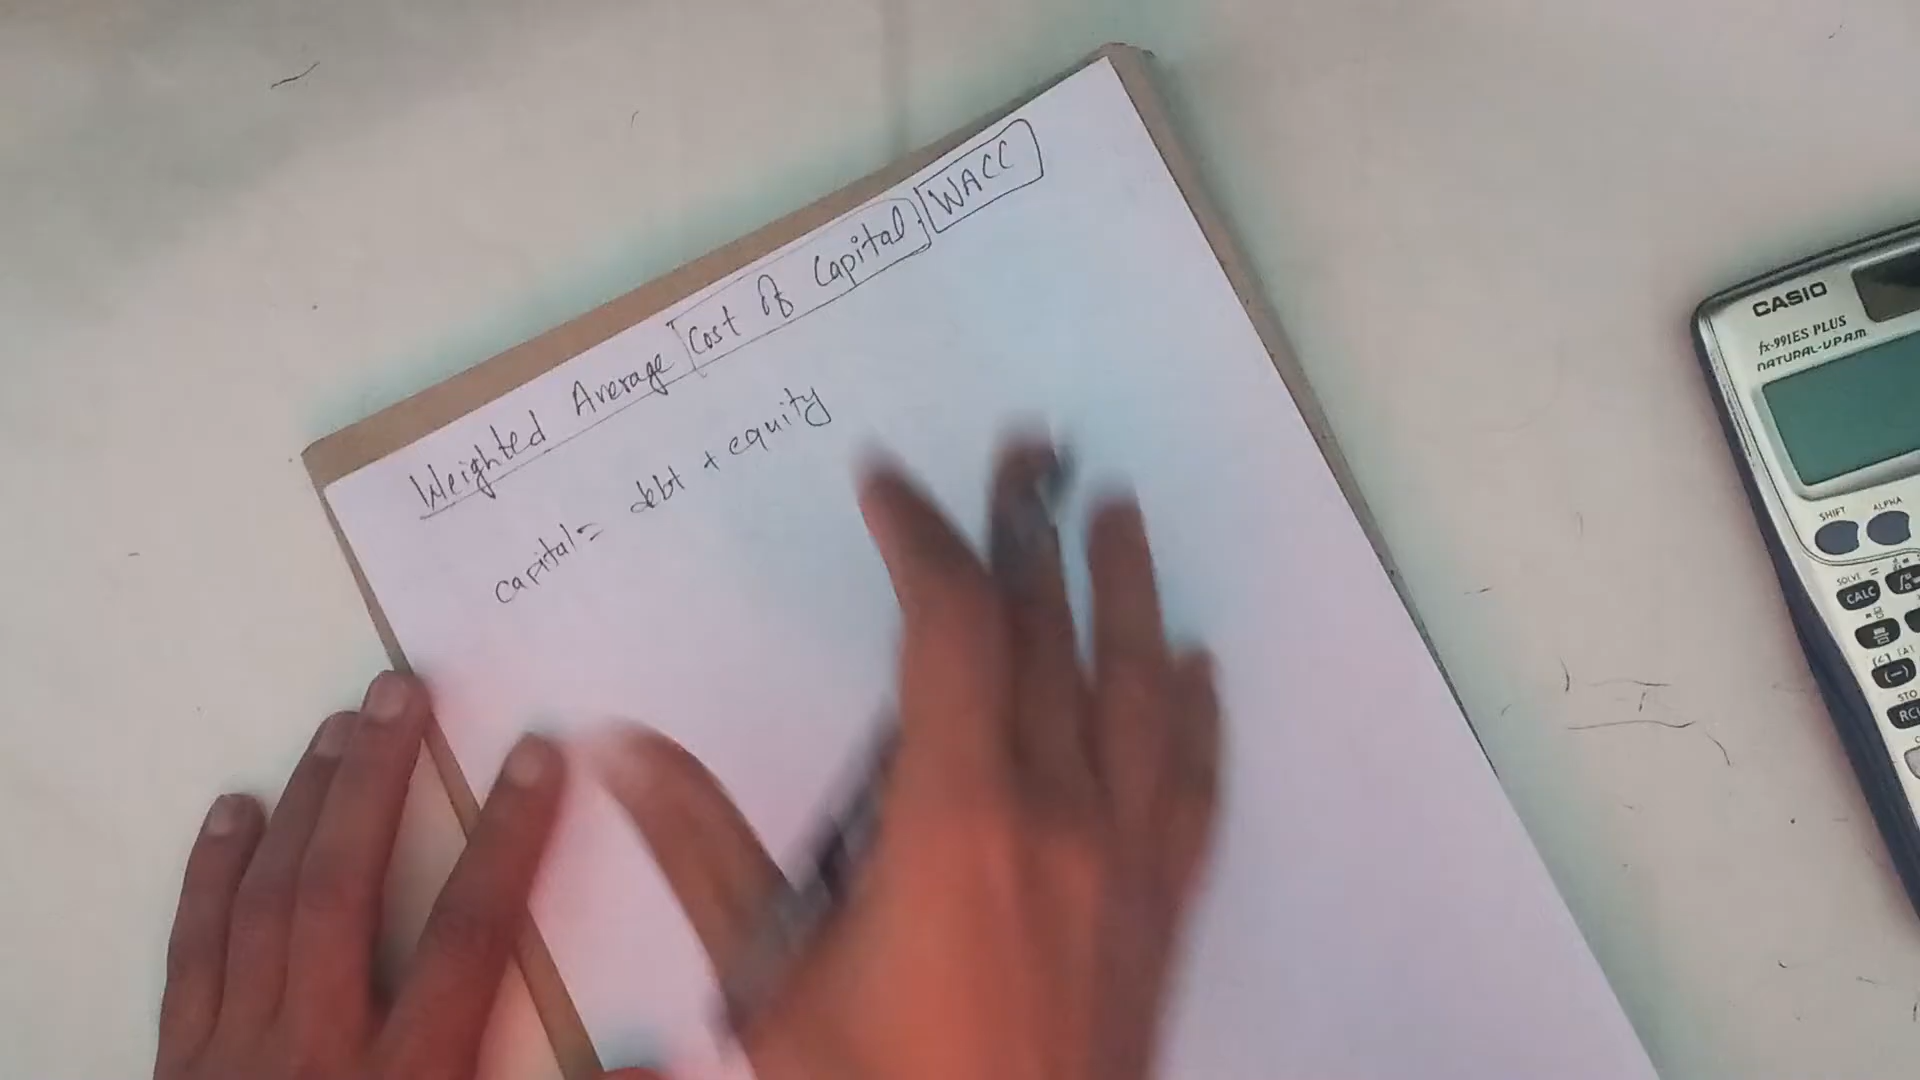 Weighted Average Cost of Capital; WACC
capital = debt + equity
CASIO
fx-991ES PLUS
NATURAL-V.P.A.M.
SHIFT ALPHA
SOLVE =
CALC
(-)
STO
RCL